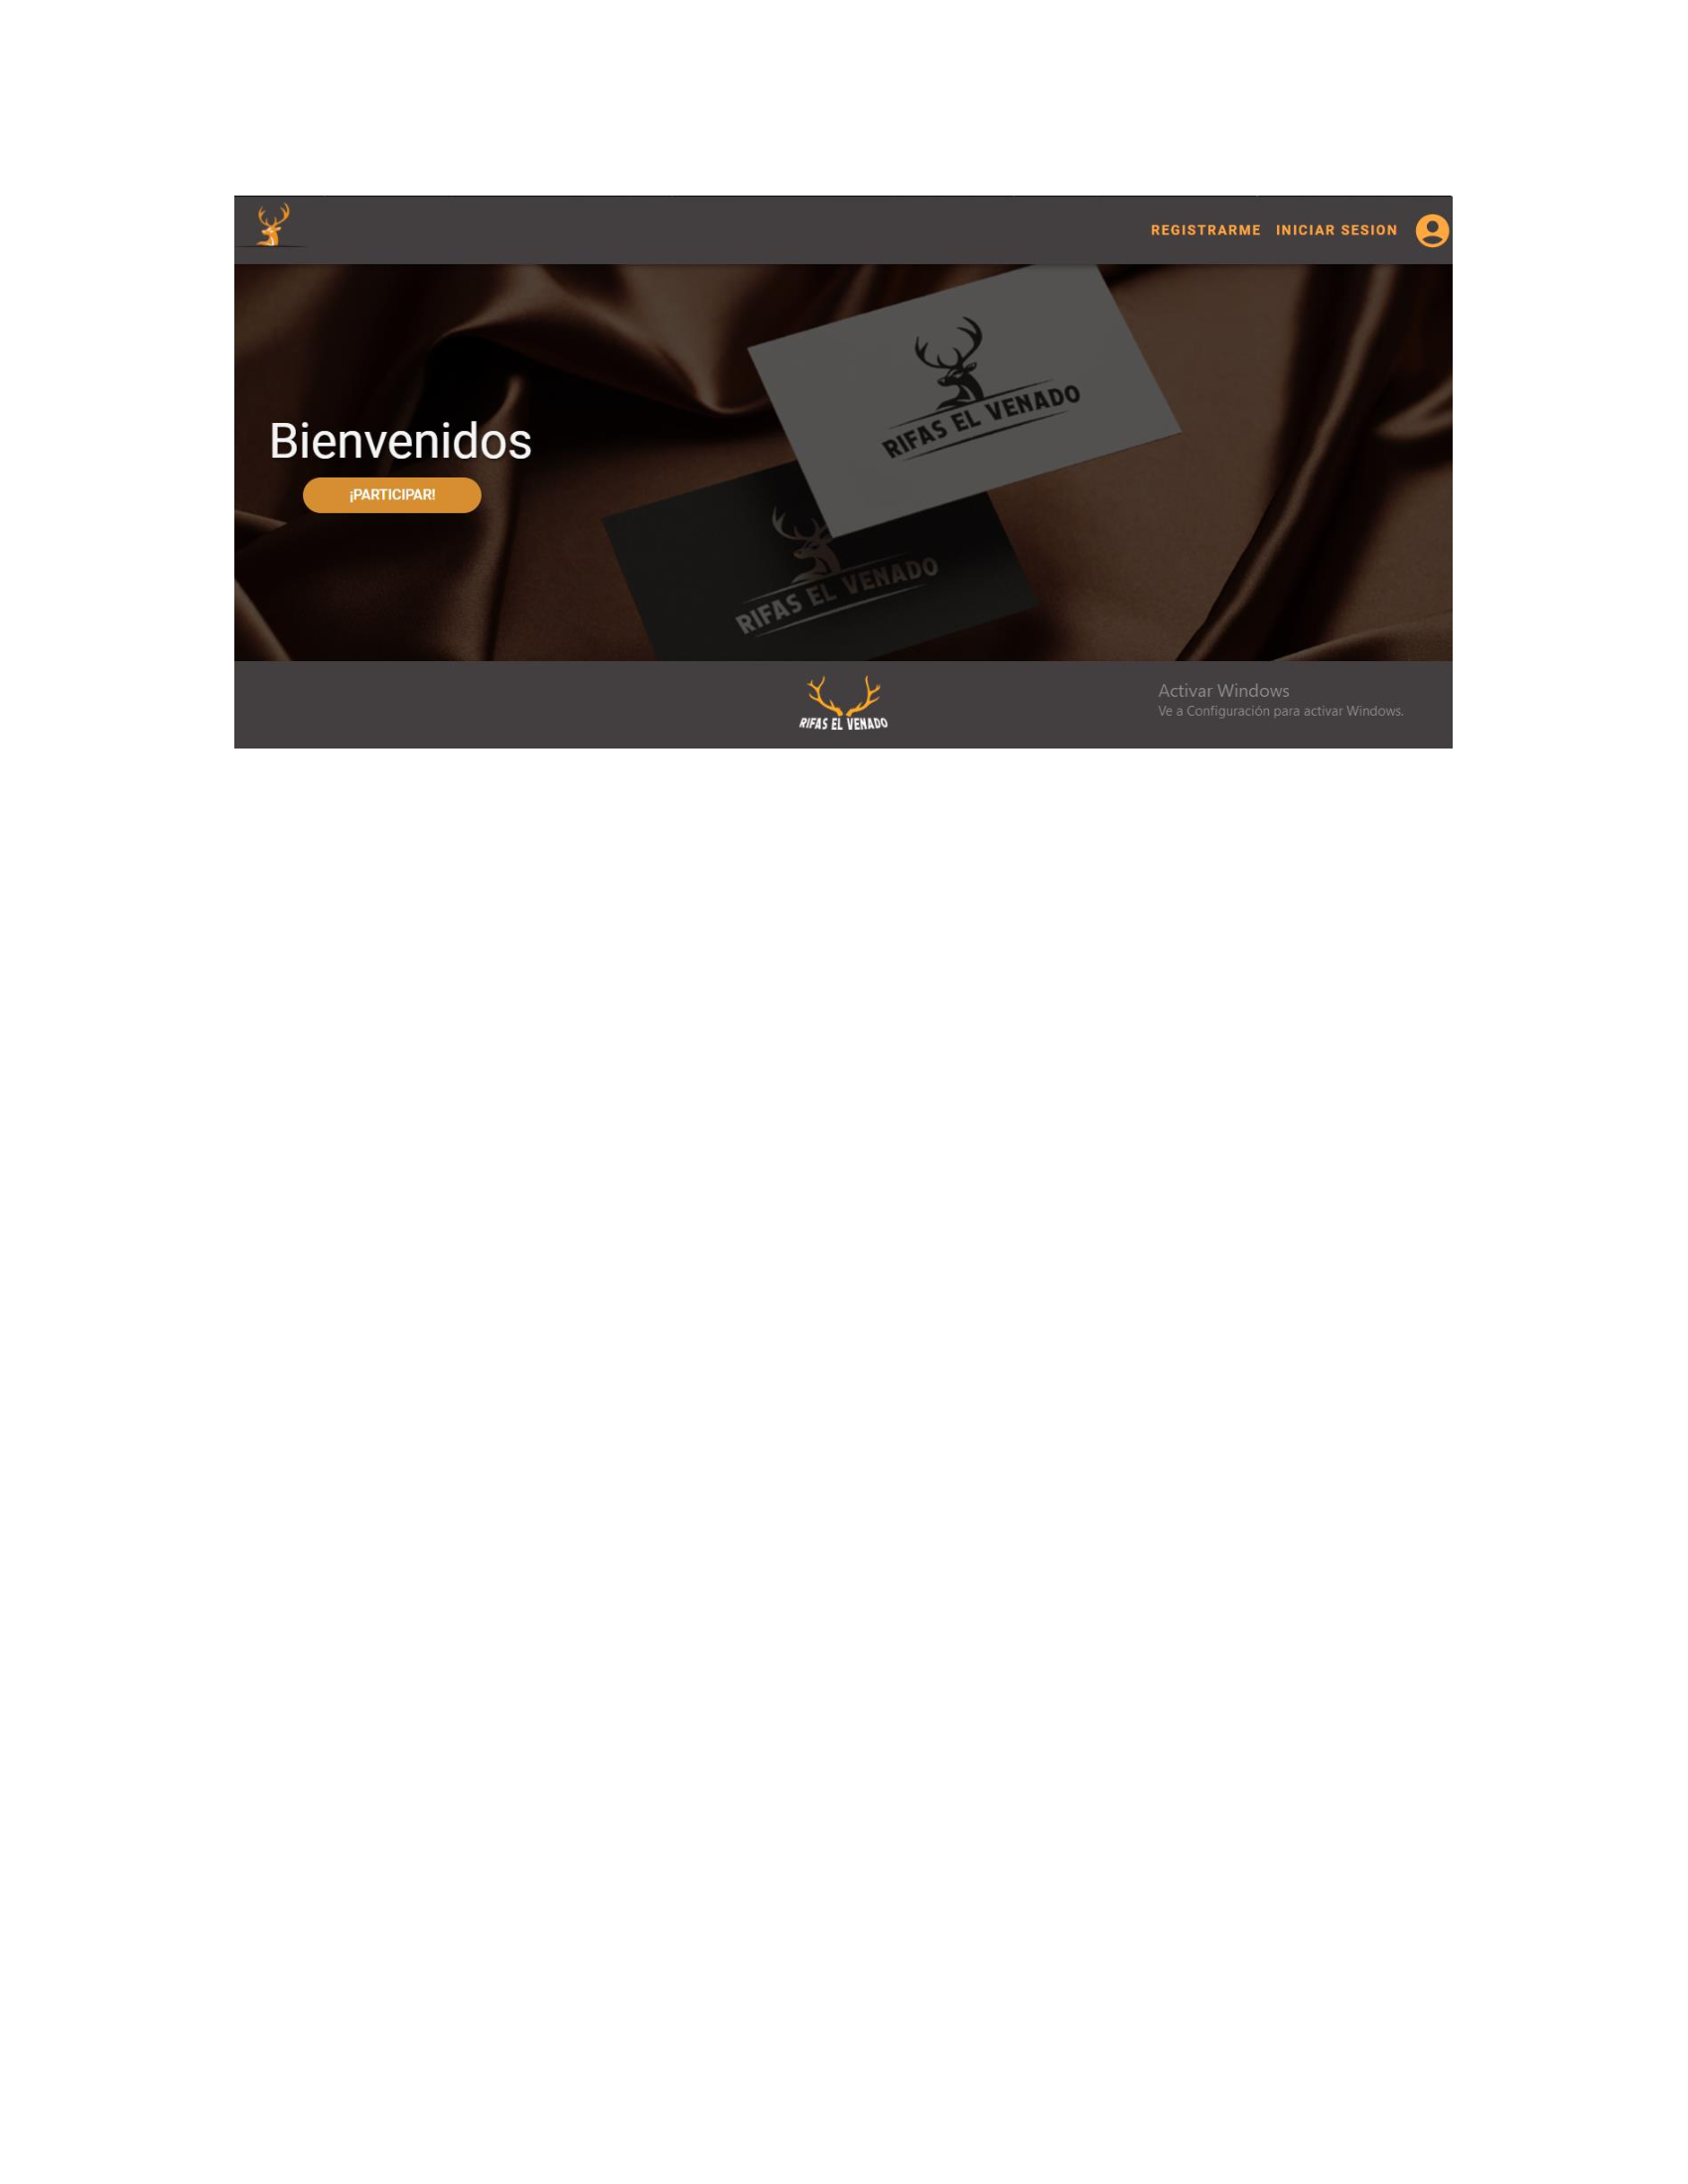 REGISTRARME INICIAR SESION
RIFAS EL VENADO
Bienvenidos
¡PARTICIPAR!
RIFAS EL VENADO
RIFAS EL VENADO
Activar Windows
Ve a Configuración para activar Windows.